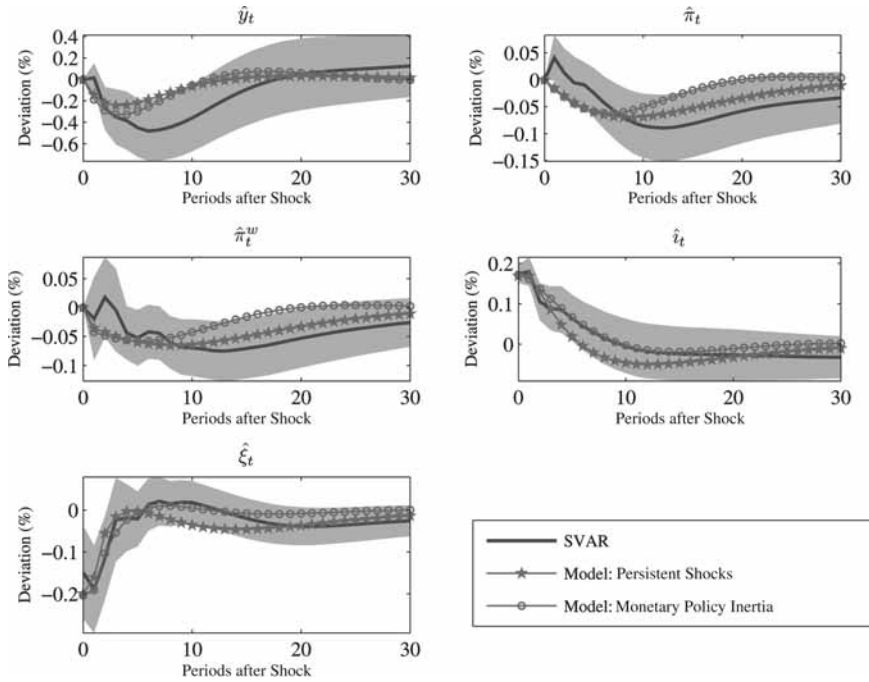 ŷ_t
0.4
0.2
0
−0.2
−0.4
−0.6
Deviation (%)
0 10 20 30
Periods after Shock
π̂_t
0.05
0
−0.05
−0.1
−0.15
Deviation (%)
0 10 20 30
Periods after Shock
π̂_t^w
0.05
0
−0.05
−0.1
Deviation (%)
0 10 20 30
Periods after Shock
î_t
0.2
0.1
0
Deviation (%)
0 10 20 30
Periods after Shock
ξ̂_t
0
−0.1
−0.2
Deviation (%)
0 10 20 30
Periods after Shock
SVAR
Model: Persistent Shocks
Model: Monetary Policy Inertia